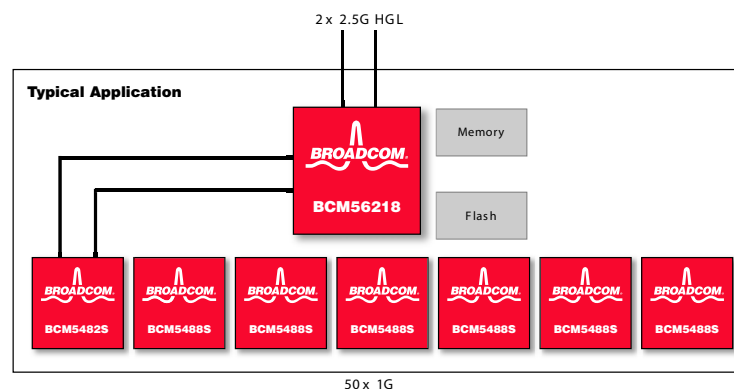 2 x 2.5G HGL
Typical Application
BROADCOM.
BCM56218
Memory
Flash
BROADCOM.
BCM5482S
BROADCOM.
BCM5488S
BROADCOM.
BCM5488S
BROADCOM.
BCM5488S
BROADCOM.
BCM5488S
BROADCOM.
BCM5488S
BROADCOM.
BCM5488S
50 x 1G